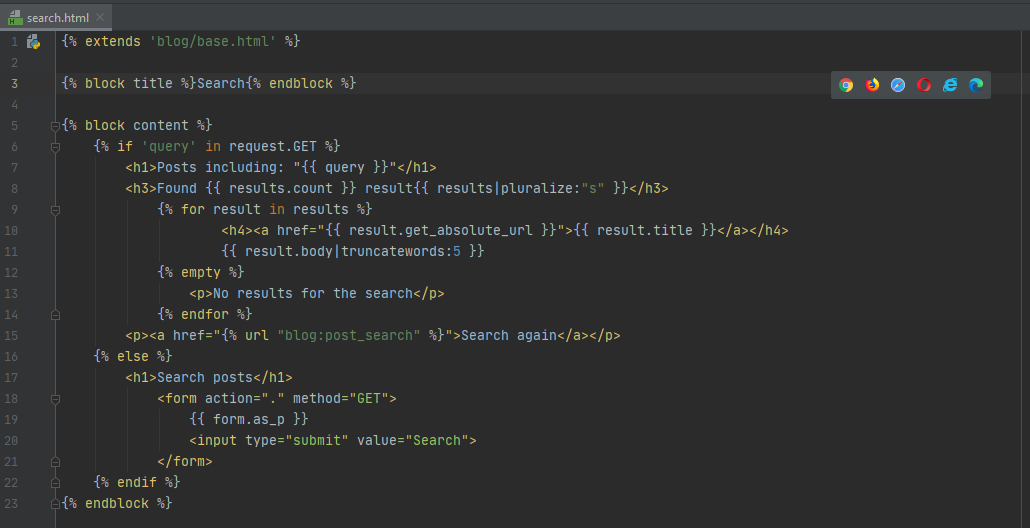 search.html
1 {% extends 'blog/base.html' %}
2
3 {% block title %}Search{% endblock %}
4
5 {% block content %}
6 {% if 'query' in request.GET %}
7 <h1>Posts including: "{{ query }}"</h1>
8 <h3>Found {{ results.count }} result{{ results|pluralize:"s" }}</h3>
9 {% for result in results %}
10 <h4><a href="{{ result.get_absolute_url }}">{{ result.title }}</a></h4>
11 {{ result.body|truncatewords:5 }}
12 {% empty %}
13 <p>No results for the search</p>
14 {% endfor %}
15 <p><a href="{% url "blog:post_search" %}">Search again</a></p>
16 {% else %}
17 <h1>Search posts</h1>
18 <form action="." method="GET">
19 {{ form.as_p }}
20 <input type="submit" value="Search">
21 </form>
22 {% endif %}
23 {% endblock %}